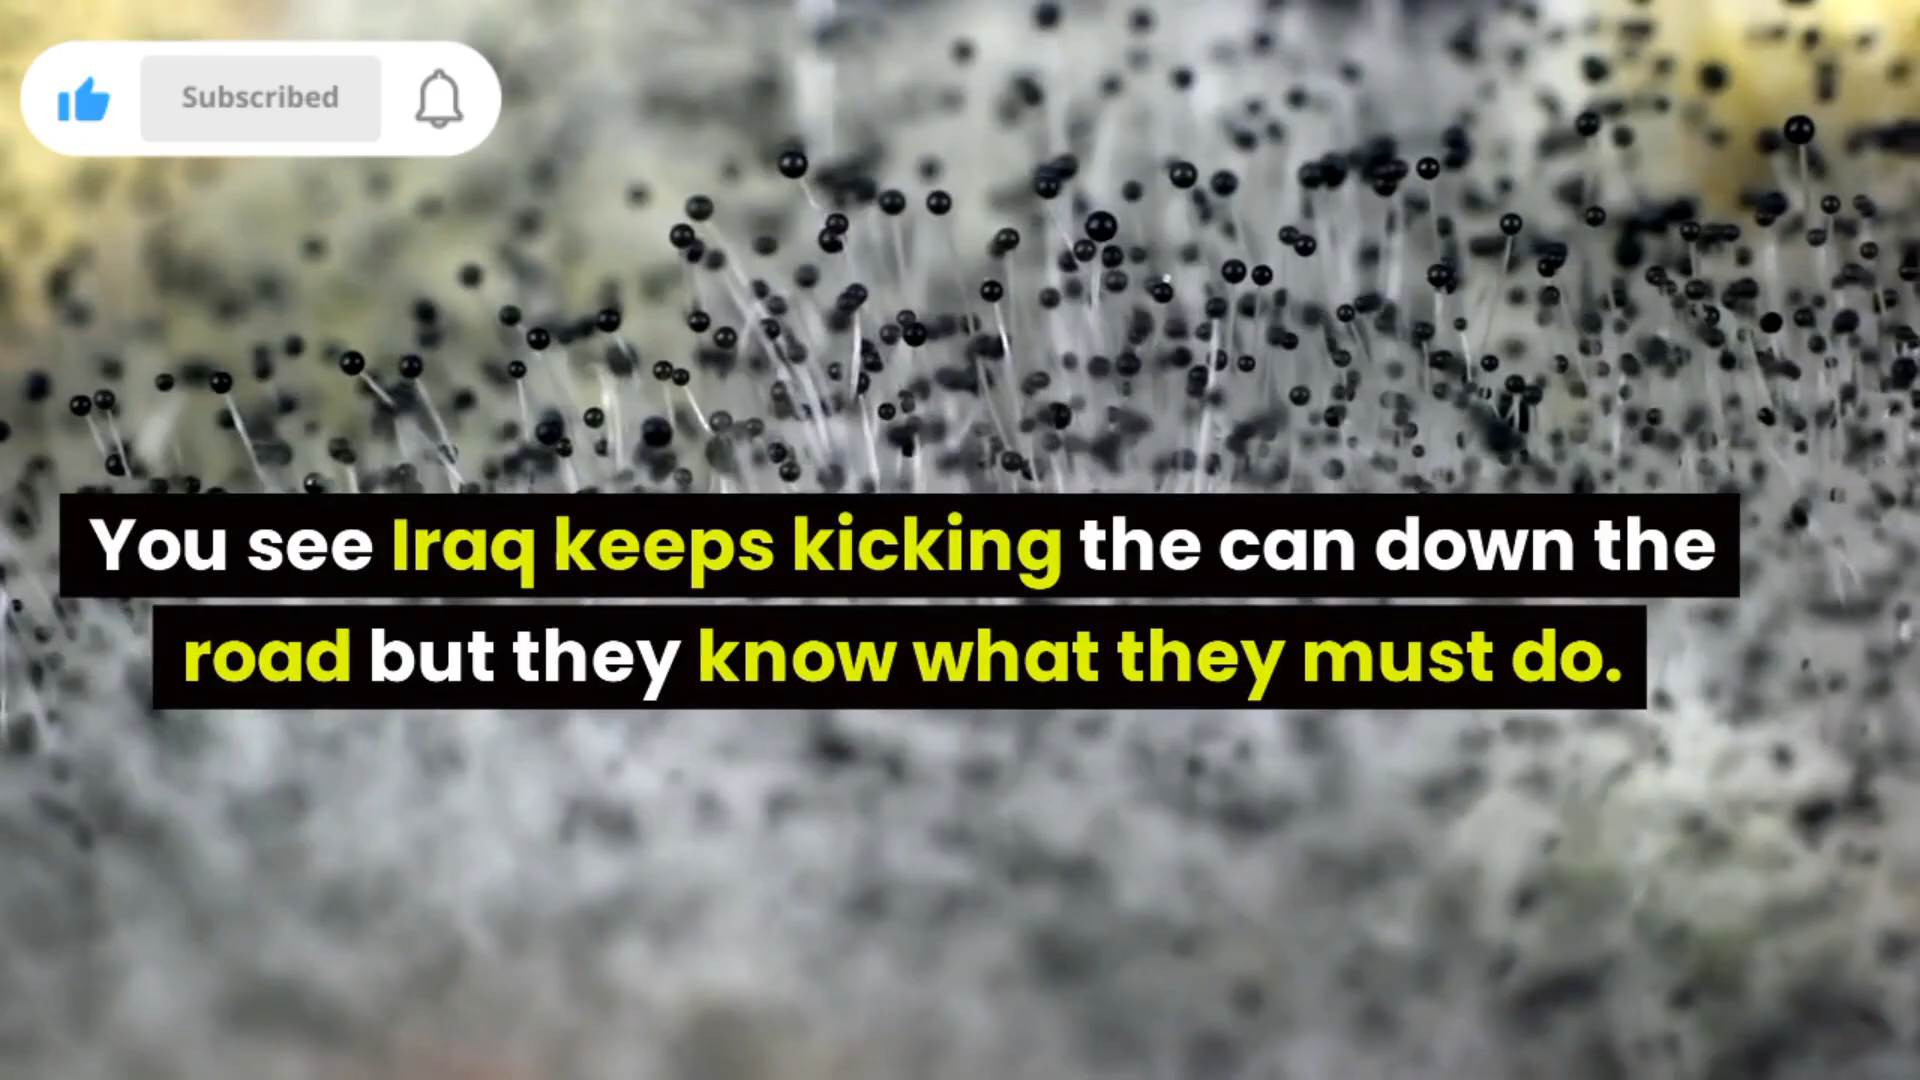 Subscribed
You see Iraq keeps kicking the can down the
road but they know what they must do.